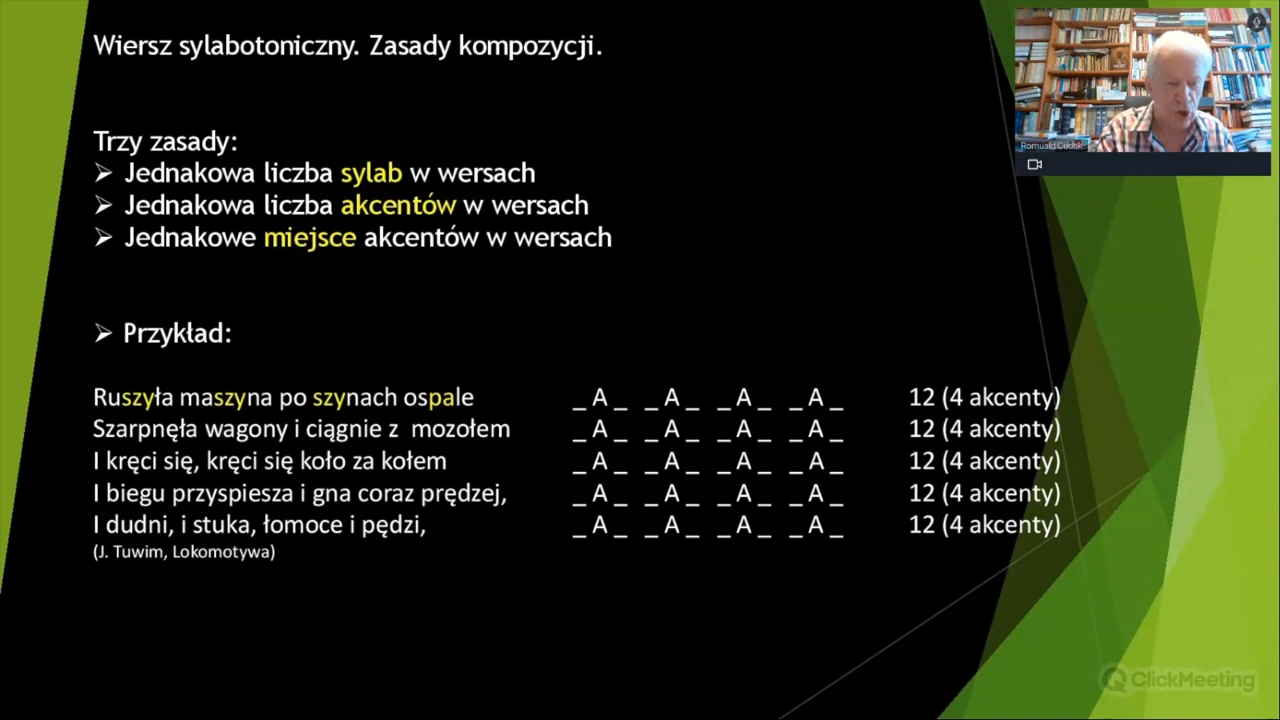 Wiersz sylabotoniczny. Zasady kompozycji.
Trzy zasady:
➢ Jednakowa liczba sylab w wersach
➢ Jednakowa liczba akcentów w wersach
➢ Jednakowe miejsce akcentów w wersach
➢ Przykład:
Ruszyła maszyna po szynach ospale _ A _ _ A _ _ A _ _ A _ 12 (4 akcenty)
Szarpnęła wagony i ciągnie z mozołem _ A _ _ A _ _ A _ _ A _ 12 (4 akcenty)
I kręci się, kręci się koło za kołem _ A _ _ A _ _ A _ _ A _ 12 (4 akcenty)
I biegu przyspiesza i gna coraz prędzej, _ A _ _ A _ _ A _ _ A _ 12 (4 akcenty)
I dudni, i stuka, łomoce i pędzi, _ A _ _ A _ _ A _ _ A _ 12 (4 akcenty)
(J. Tuwim, Lokomotywa)
Romuald Cudak
ClickMeeting